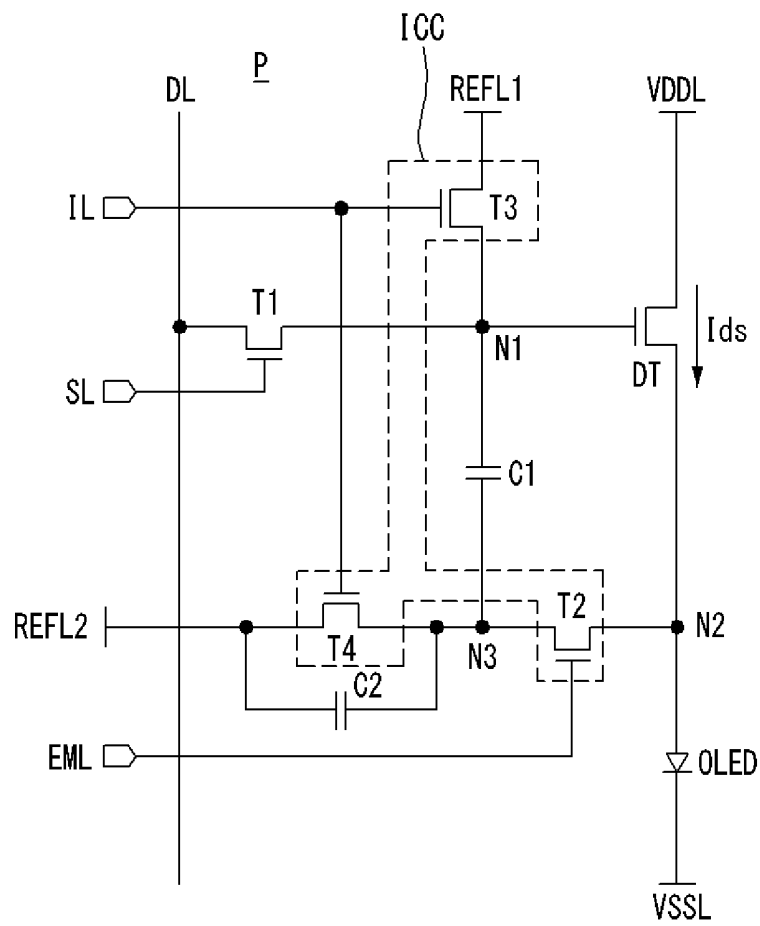 ICC
P
DL
REFL1
VDDL
IL
T3
T1
N1
Ids
DT
SL
C1
T2
REFL2
T4
N3
N2
C2
EML
OLED
VSSL